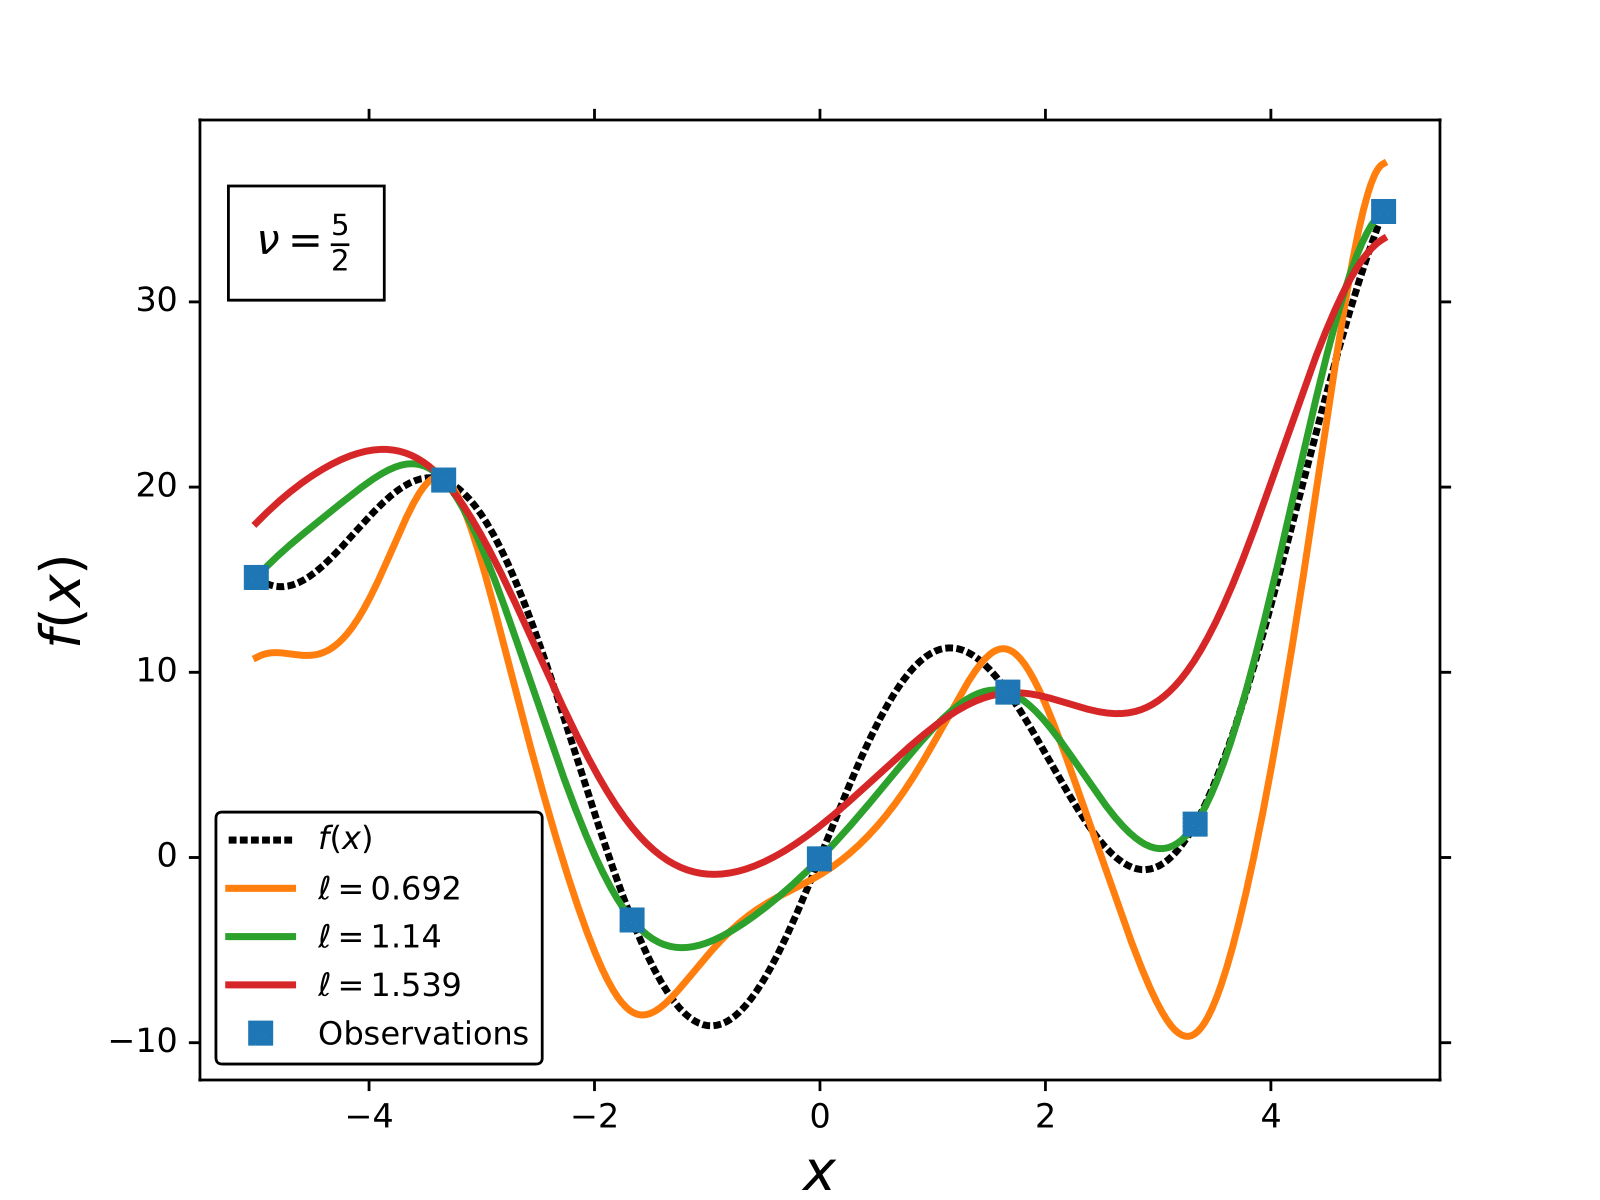 ν = 5/2
f(x)
30
20
10
0
−10
f(x)
ℓ = 0.692
ℓ = 1.14
ℓ = 1.539
Observations
−4 −2 0 2 4
x